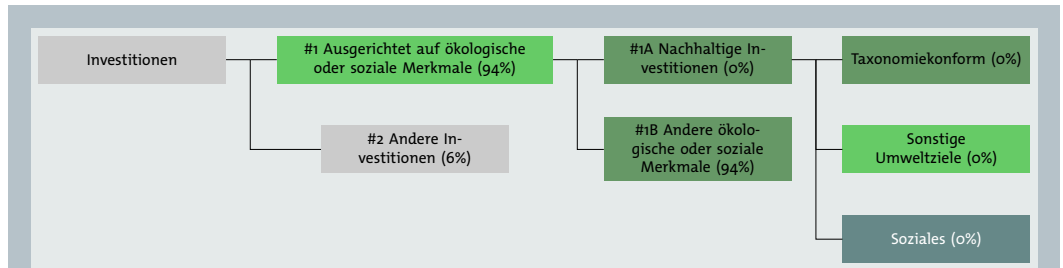 Investitionen
#1 Ausgerichtet auf ökologische
oder soziale Merkmale (94%)
#2 Andere In-
vestitionen (6%)
#1A Nachhaltige In-
vestitionen (0%)
#1B Andere ökolo-
gische oder soziale
Merkmale (94%)
Taxonomiekonform (0%)
Sonstige
Umweltziele (0%)
Soziales (0%)